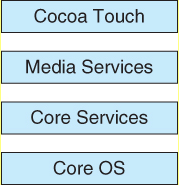 Cocoa Touch
Media Services
Core Services
Core OS